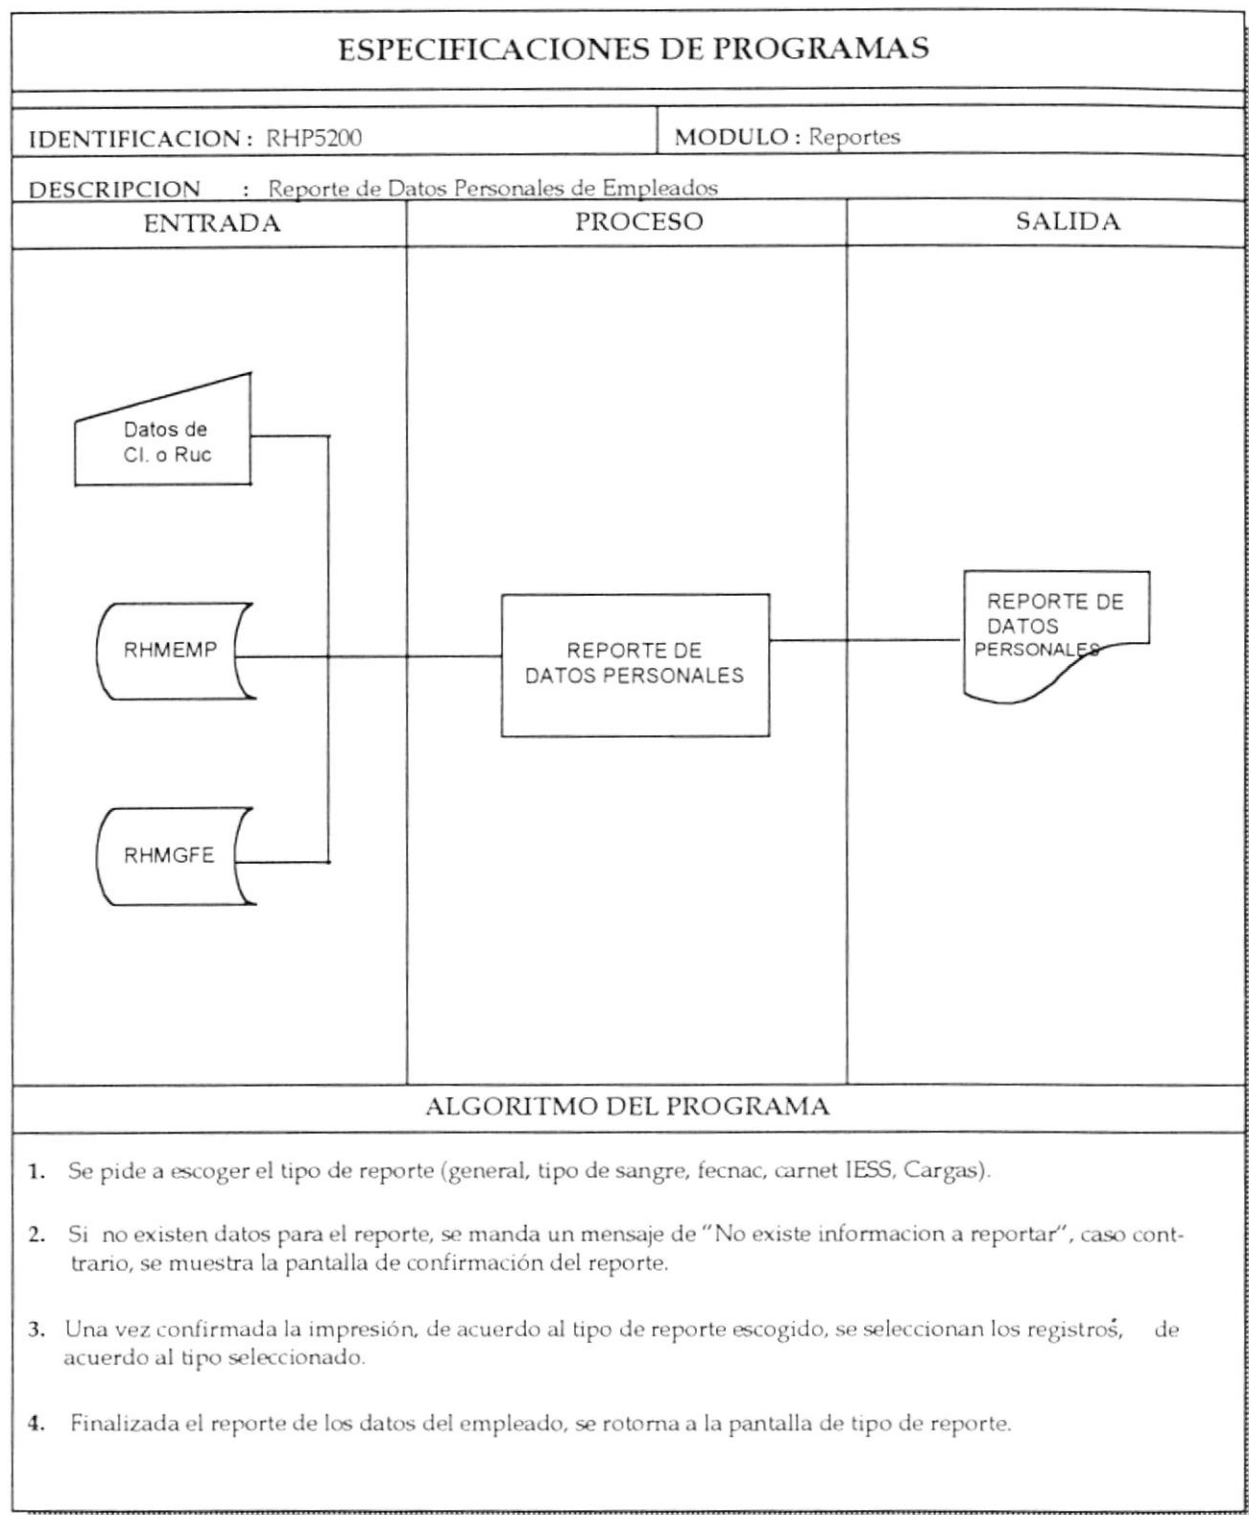 ESPECIFICACIONES DE PROGRAMAS
IDENTIFICACION : RHP5200
MODULO : Reportes
DESCRIPCION : Reporte de Datos Personales de Empleados
ENTRADA
PROCESO
SALIDA
Datos de
CI. o Ruc
RHMEMP
RHMGFE
REPORTE DE
DATOS PERSONALES
REPORTE DE
DATOS
PERSONALES
ALGORITMO DEL PROGRAMA
1. Se pide a escoger el tipo de reporte (general, tipo de sangre, fecnac, carnet IESS, Cargas).
2. Si no existen datos para el reporte, se manda un mensaje de "No existe informacion a reportar", caso cont-
trario, se muestra la pantalla de confirmación del reporte.
3. Una vez confirmada la impresión, de acuerdo al tipo de reporte escogido, se seleccionan los registros, de
acuerdo al tipo seleccionado.
4. Finalizada el reporte de los datos del empleado, se rotorna a la pantalla de tipo de reporte.